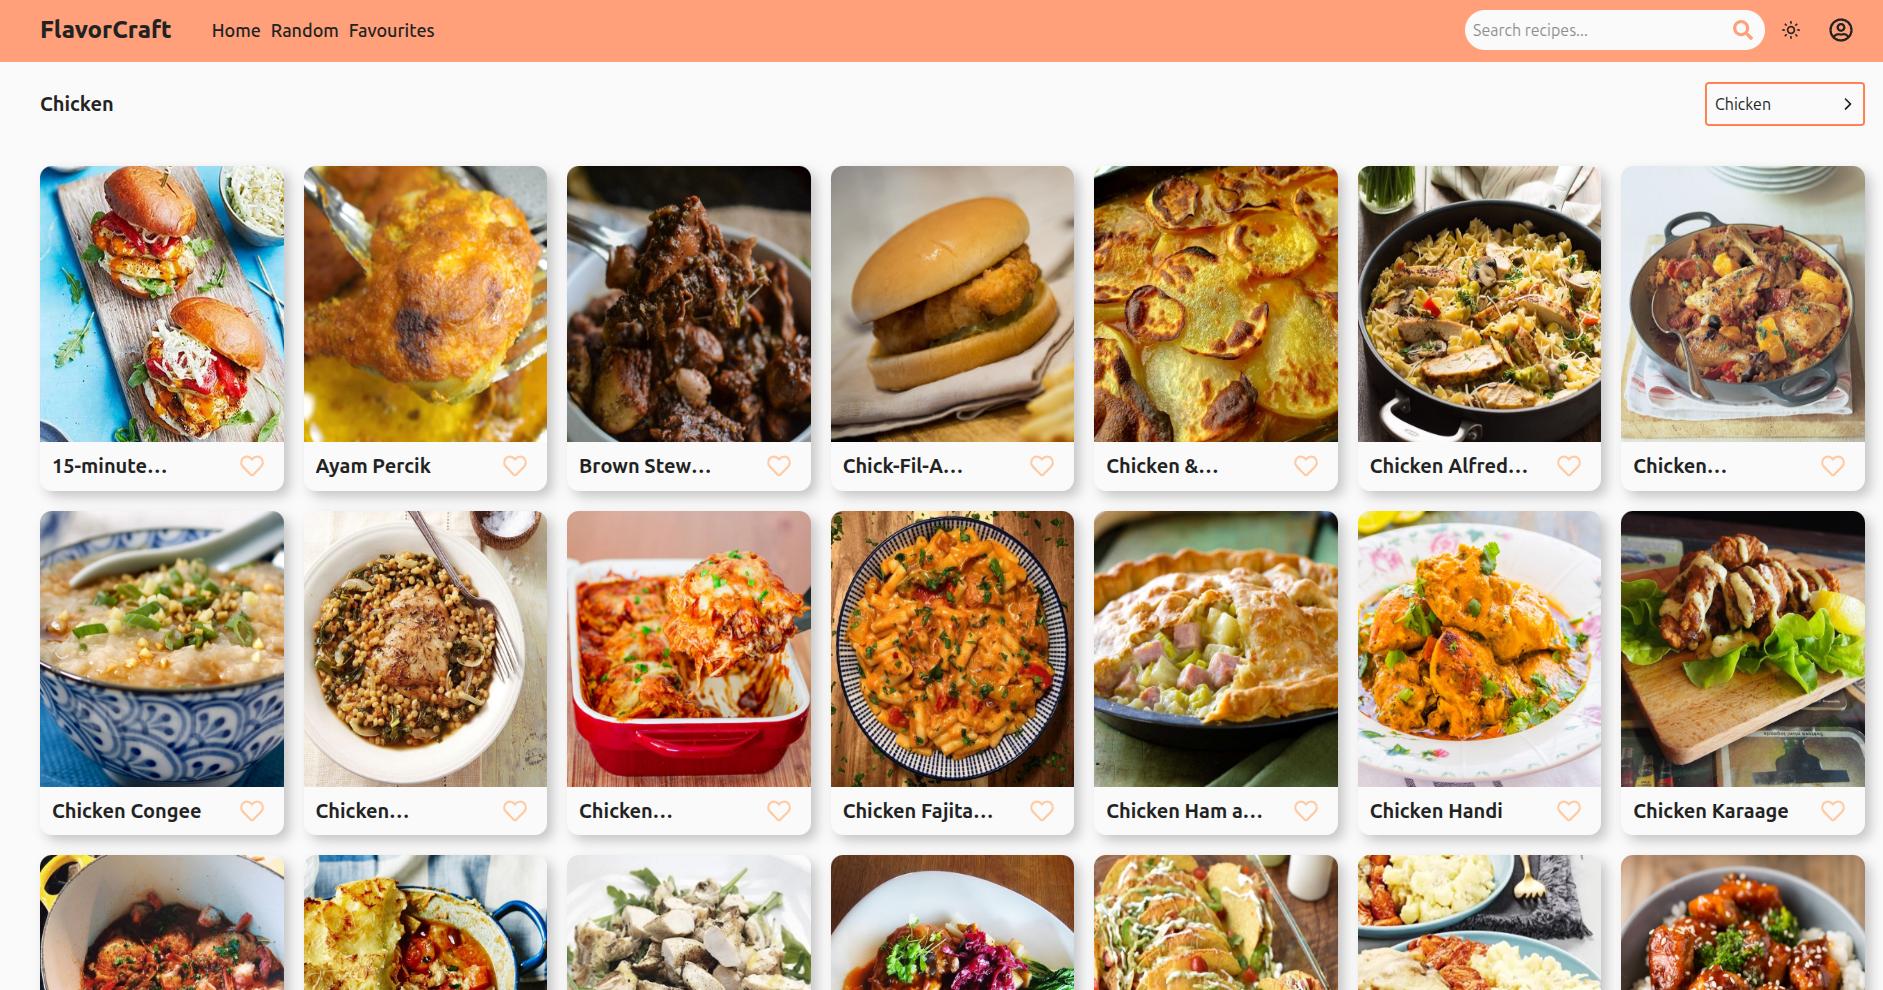 FlavorCraft
Home Random Favourites
Search recipes...
Chicken
Chicken
15-minute...
Ayam Percik
Brown Stew...
Chick-Fil-A...
Chicken &...
Chicken Alfred...
Chicken...
Chicken Congee
Chicken...
Chicken...
Chicken Fajita...
Chicken Ham a...
Chicken Handi
Chicken Karaage